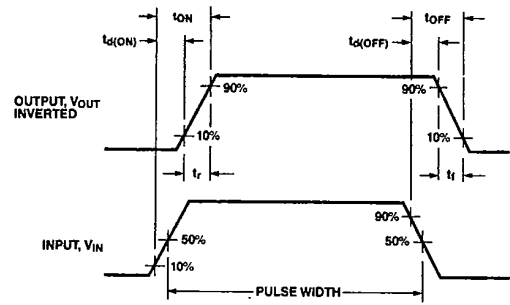 tON
tOFF
td(ON)
td(OFF)
OUTPUT, VOUT
INVERTED
90%
90%
10%
10%
tr
tf
INPUT, VIN
90%
50%
50%
10%
PULSE WIDTH